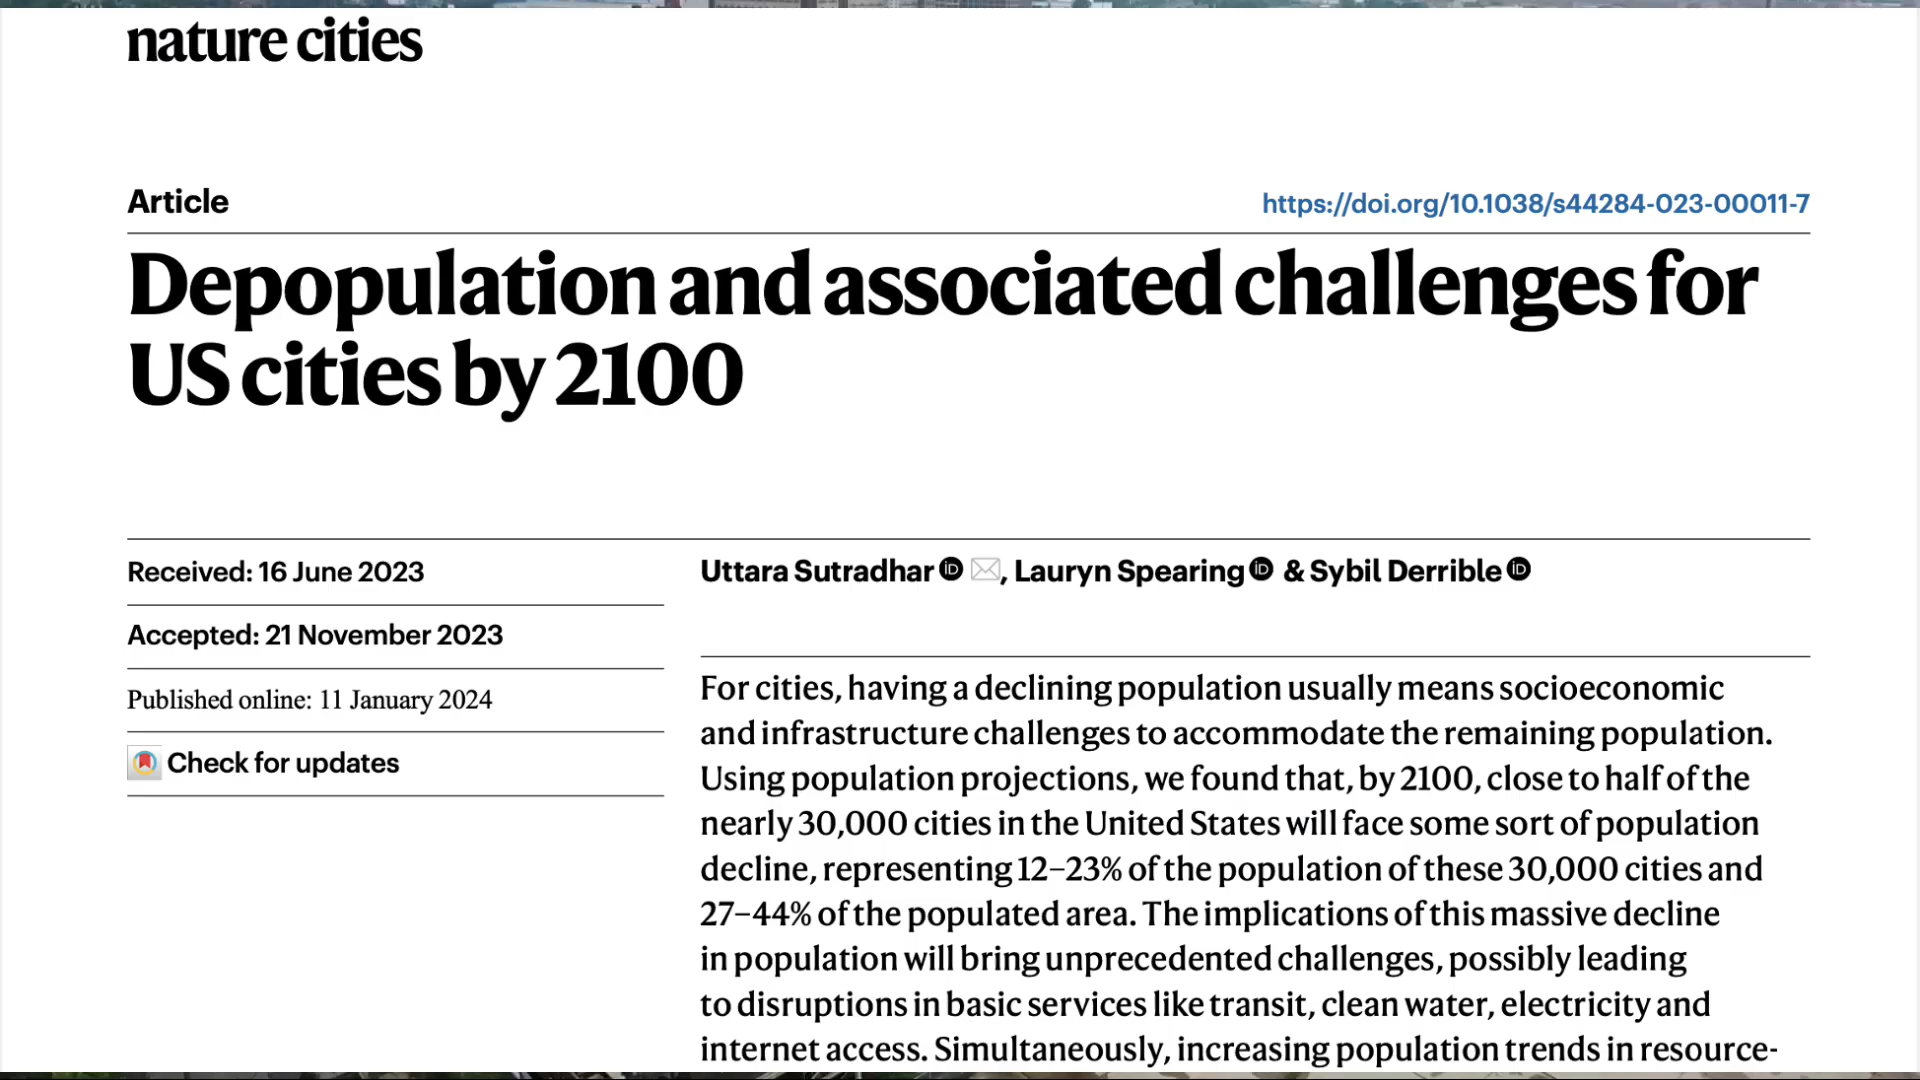 nature cities
Article
https://doi.org/10.1038/s44284-023-00011-7
Depopulation and associated challenges for
US cities by 2100
Received: 16 June 2023
Accepted: 21 November 2023
Published online: 11 January 2024
Check for updates
Uttara Sutradhar, Lauryn Spearing & Sybil Derrible
For cities, having a declining population usually means socioeconomic
and infrastructure challenges to accommodate the remaining population.
Using population projections, we found that, by 2100, close to half of the
nearly 30,000 cities in the United States will face some sort of population
decline, representing 12–23% of the population of these 30,000 cities and
27–44% of the populated area. The implications of this massive decline
in population will bring unprecedented challenges, possibly leading
to disruptions in basic services like transit, clean water, electricity and
internet access. Simultaneously, increasing population trends in resource-